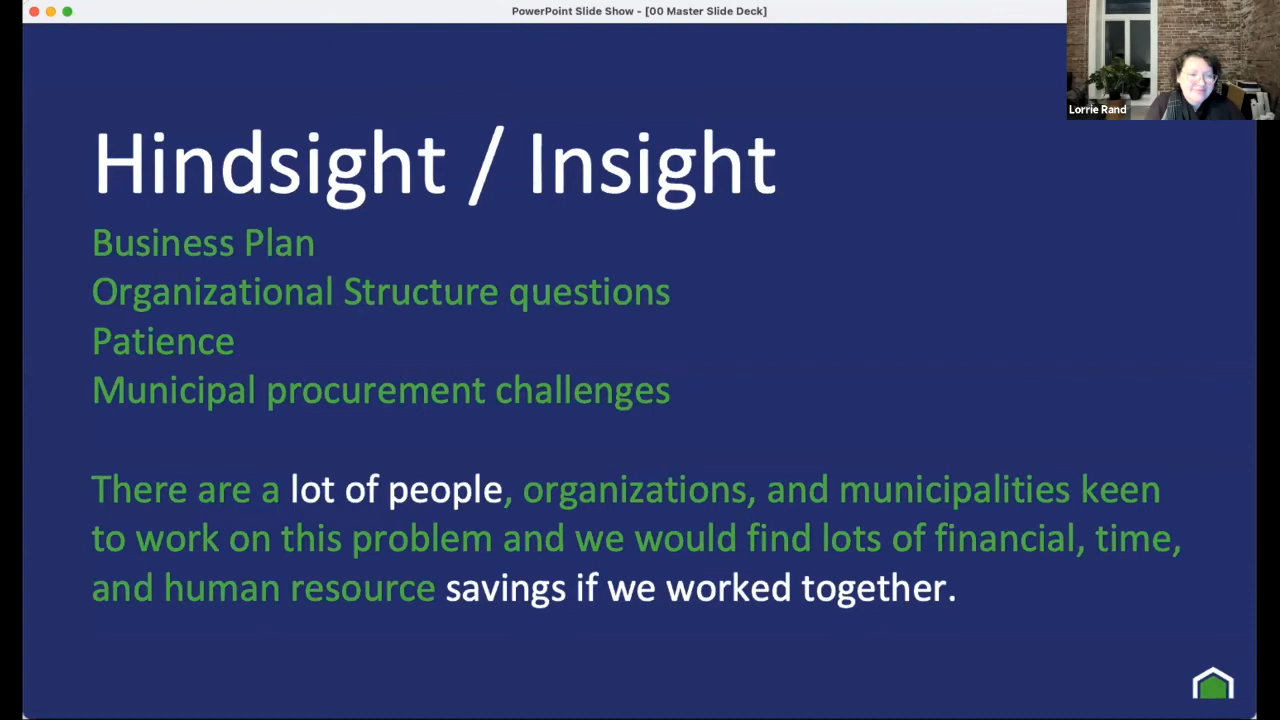 PowerPoint Slide Show - [00 Master Slide Deck]
Lorrie Rand
Hindsight / Insight
Business Plan
Organizational Structure questions
Patience
Municipal procurement challenges
There are a lot of people, organizations, and municipalities keen
to work on this problem and we would find lots of financial, time,
and human resource savings if we worked together.